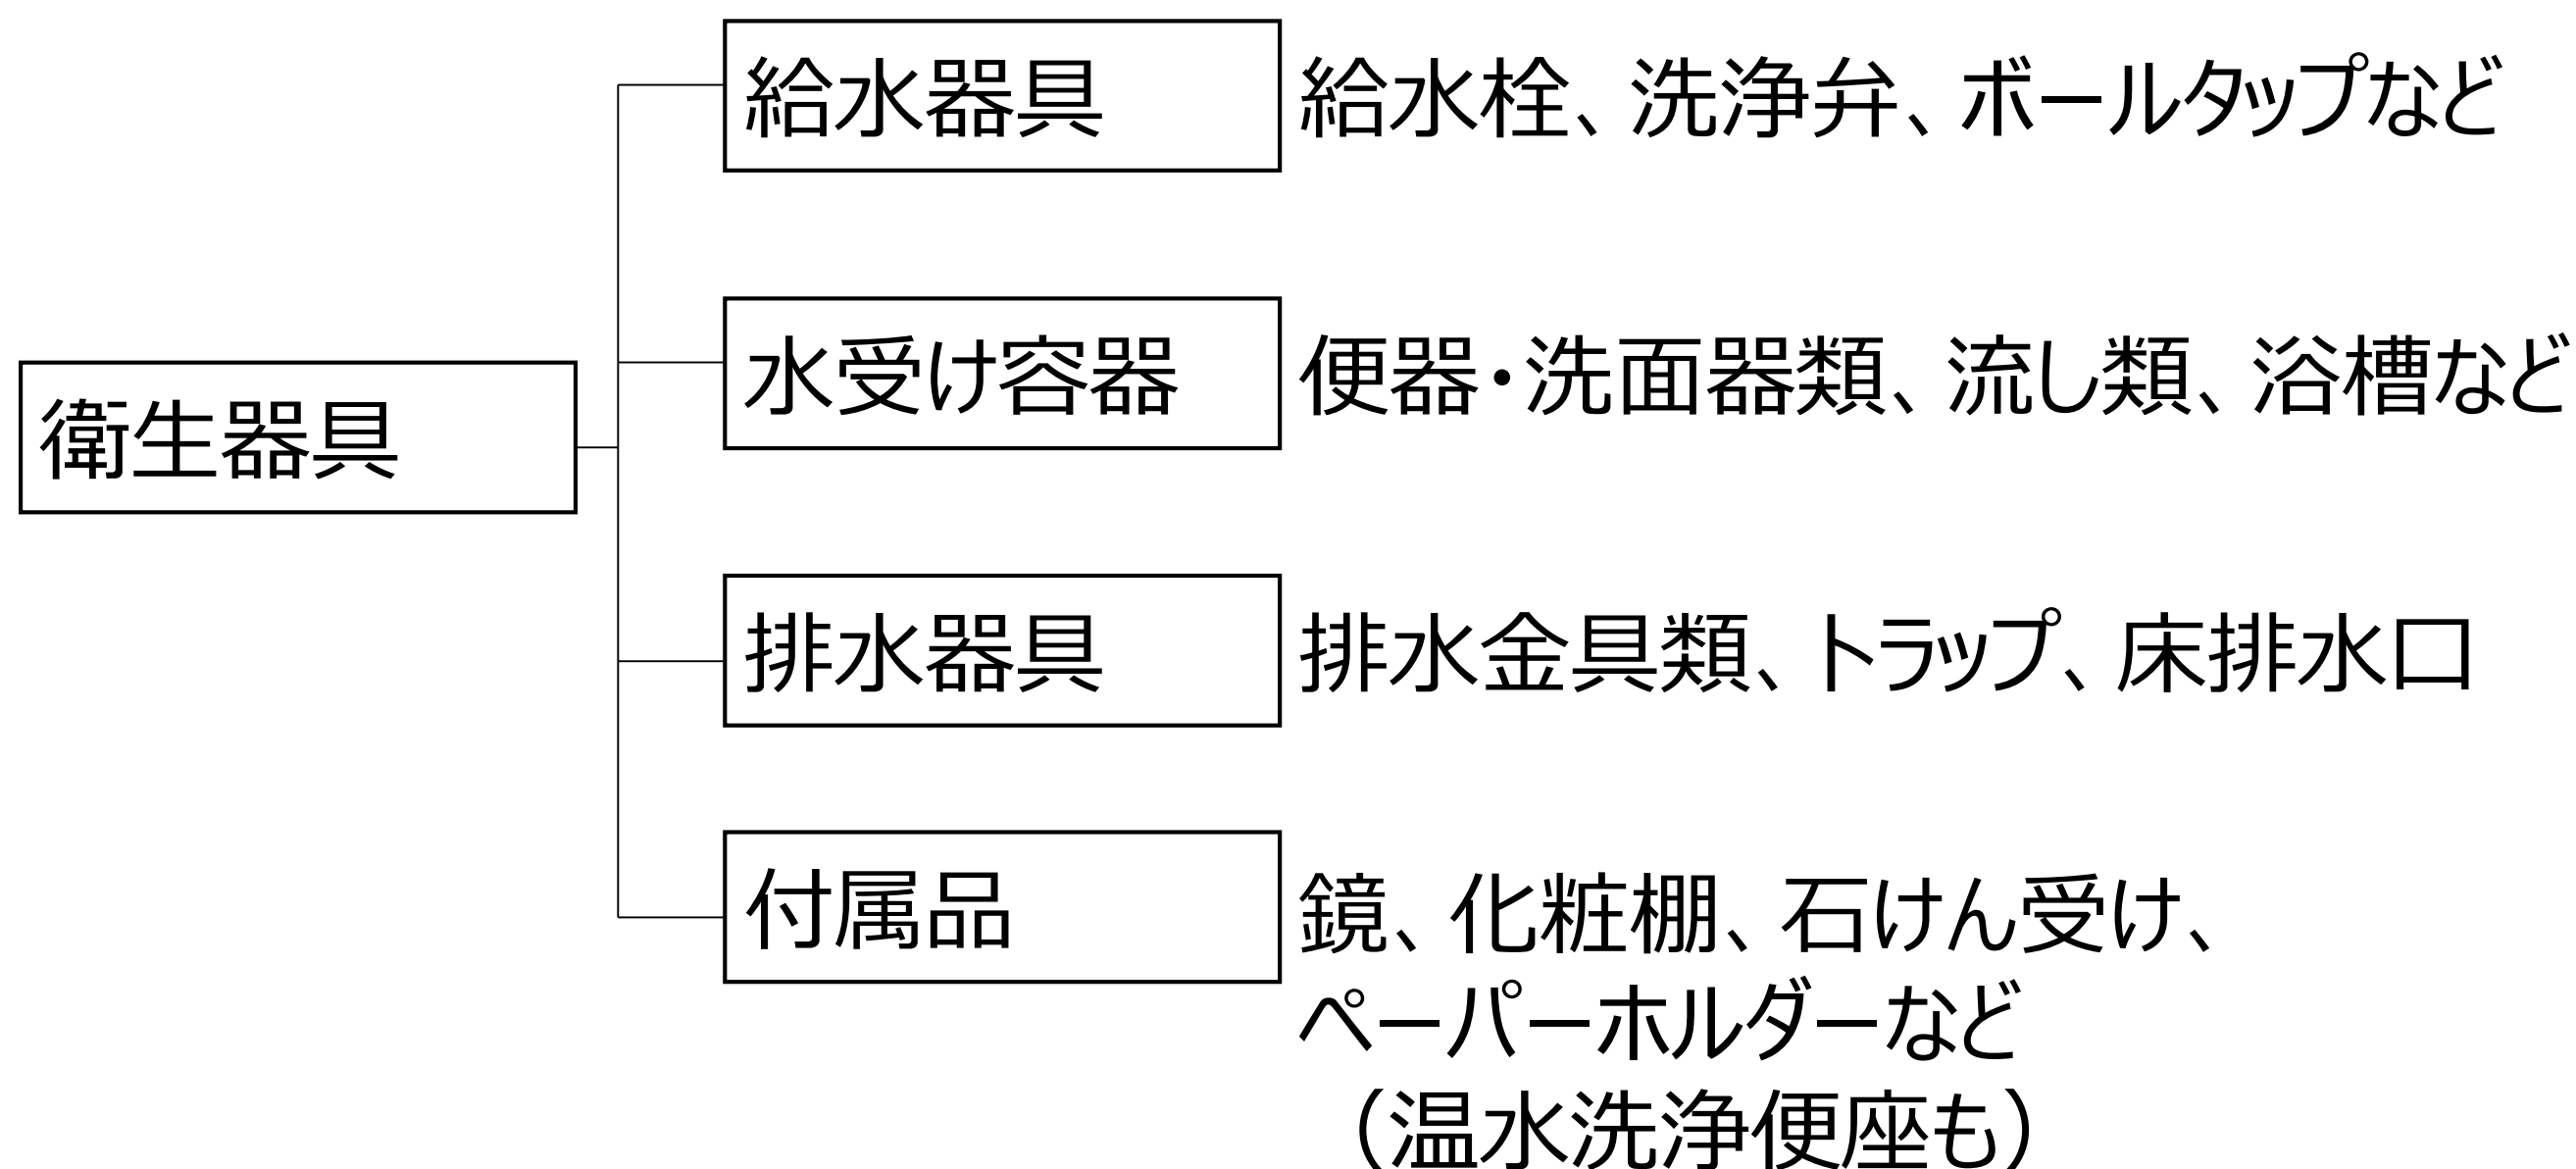 給水器具 給水栓、洗浄弁、ボールタップなど
水受け容器 便器・洗面器類、流し類、浴槽など
衛生器具
排水器具 排水金具類、トラップ、床排水口
付属品 鏡、化粧棚、石けん受け、
ペーパーホルダーなど
（温水洗浄便座も）